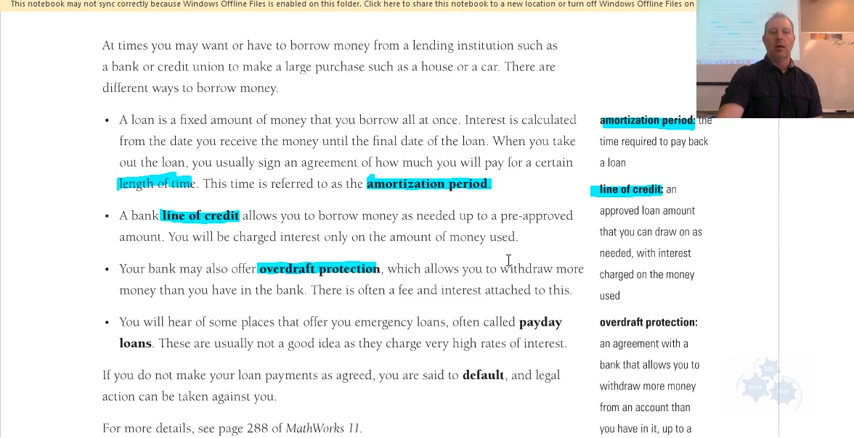 This notebook may not sync correctly because Windows Offline Files is enabled on this folder. Click here to share this notebook to a new location or turn off Windows Offline Files on
At times you may want or have to borrow money from a lending institution such as
a bank or credit union to make a large purchase such as a house or a car. There are
different ways to borrow money.
• A loan is a fixed amount of money that you borrow all at once. Interest is calculated
from the date you receive the money until the final date of the loan. When you take
out the loan, you usually sign an agreement of how much you will pay for a certain
length of time. This time is referred to as the amortization period.
• A bank line of credit allows you to borrow money as needed up to a pre-approved
amount. You will be charged interest only on the amount of money used.
• Your bank may also offer overdraft protection, which allows you to withdraw more
money than you have in the bank. There is often a fee and interest attached to this.
• You will hear of some places that offer you emergency loans, often called payday
loans. These are usually not a good idea as they charge very high rates of interest.
If you do not make your loan payments as agreed, you are said to default, and legal
action can be taken against you.
For more details, see page 288 of MathWorks 11.
amortization period: the
time required to pay back
a loan
line of credit: an
approved loan amount
that you can draw on as
needed, with interest
charged on the money
used
overdraft protection:
an agreement with a
bank that allows you to
withdraw more money
from an account than
you have in it, up to a